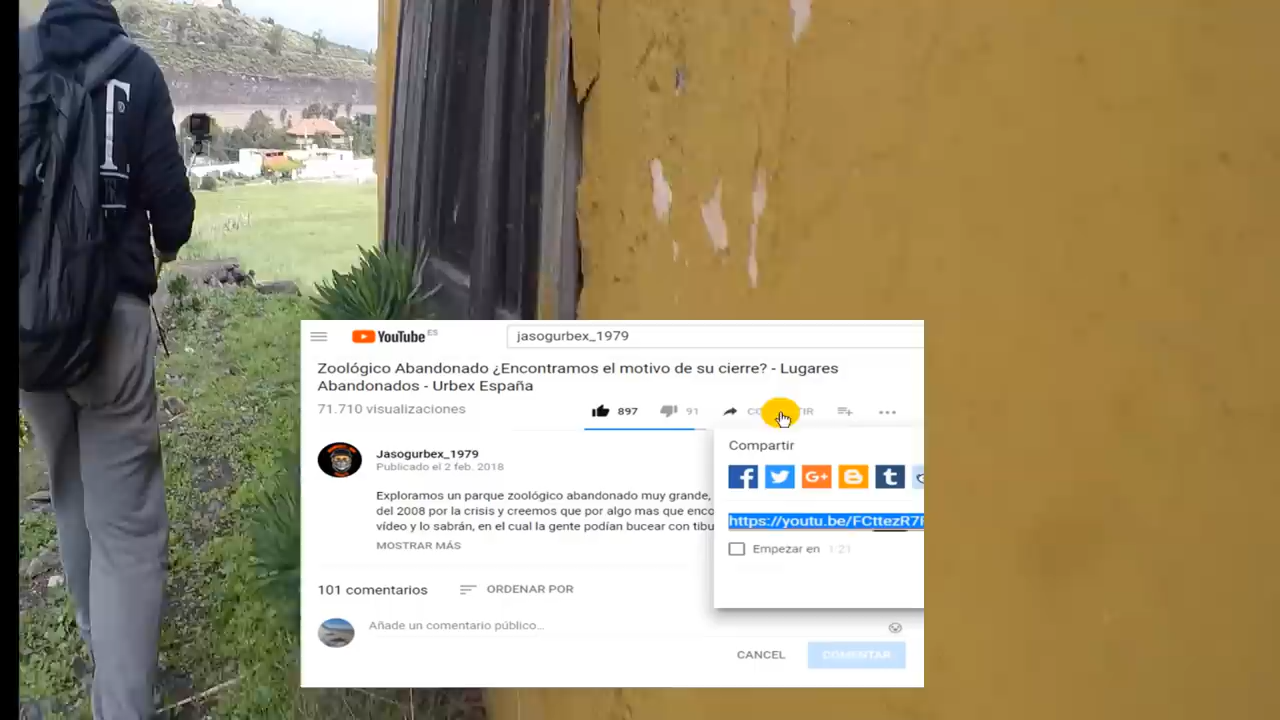 YouTube ES
jasogurbex_1979
Zoológico Abandonado ¿Encontramos el motivo de su cierre? - Lugares
Abandonados - Urbex España
71.710 visualizaciones
897
91
Jasogurbex_1979
Publicado el 2 feb. 2018
Exploramos un parque zoológico abandonado muy grande,
del 2008 por la crisis y creemos que por algo mas que enco
vídeo y lo sabrán, en el cual la gente podían bucear con tibu
MOSTRAR MÁS
Compartir
G+
https://youtu.be/FCttezR7
Empezar en 1:21
101 comentarios
ORDENAR POR
Añade un comentario público...
CANCEL
COMENTAR